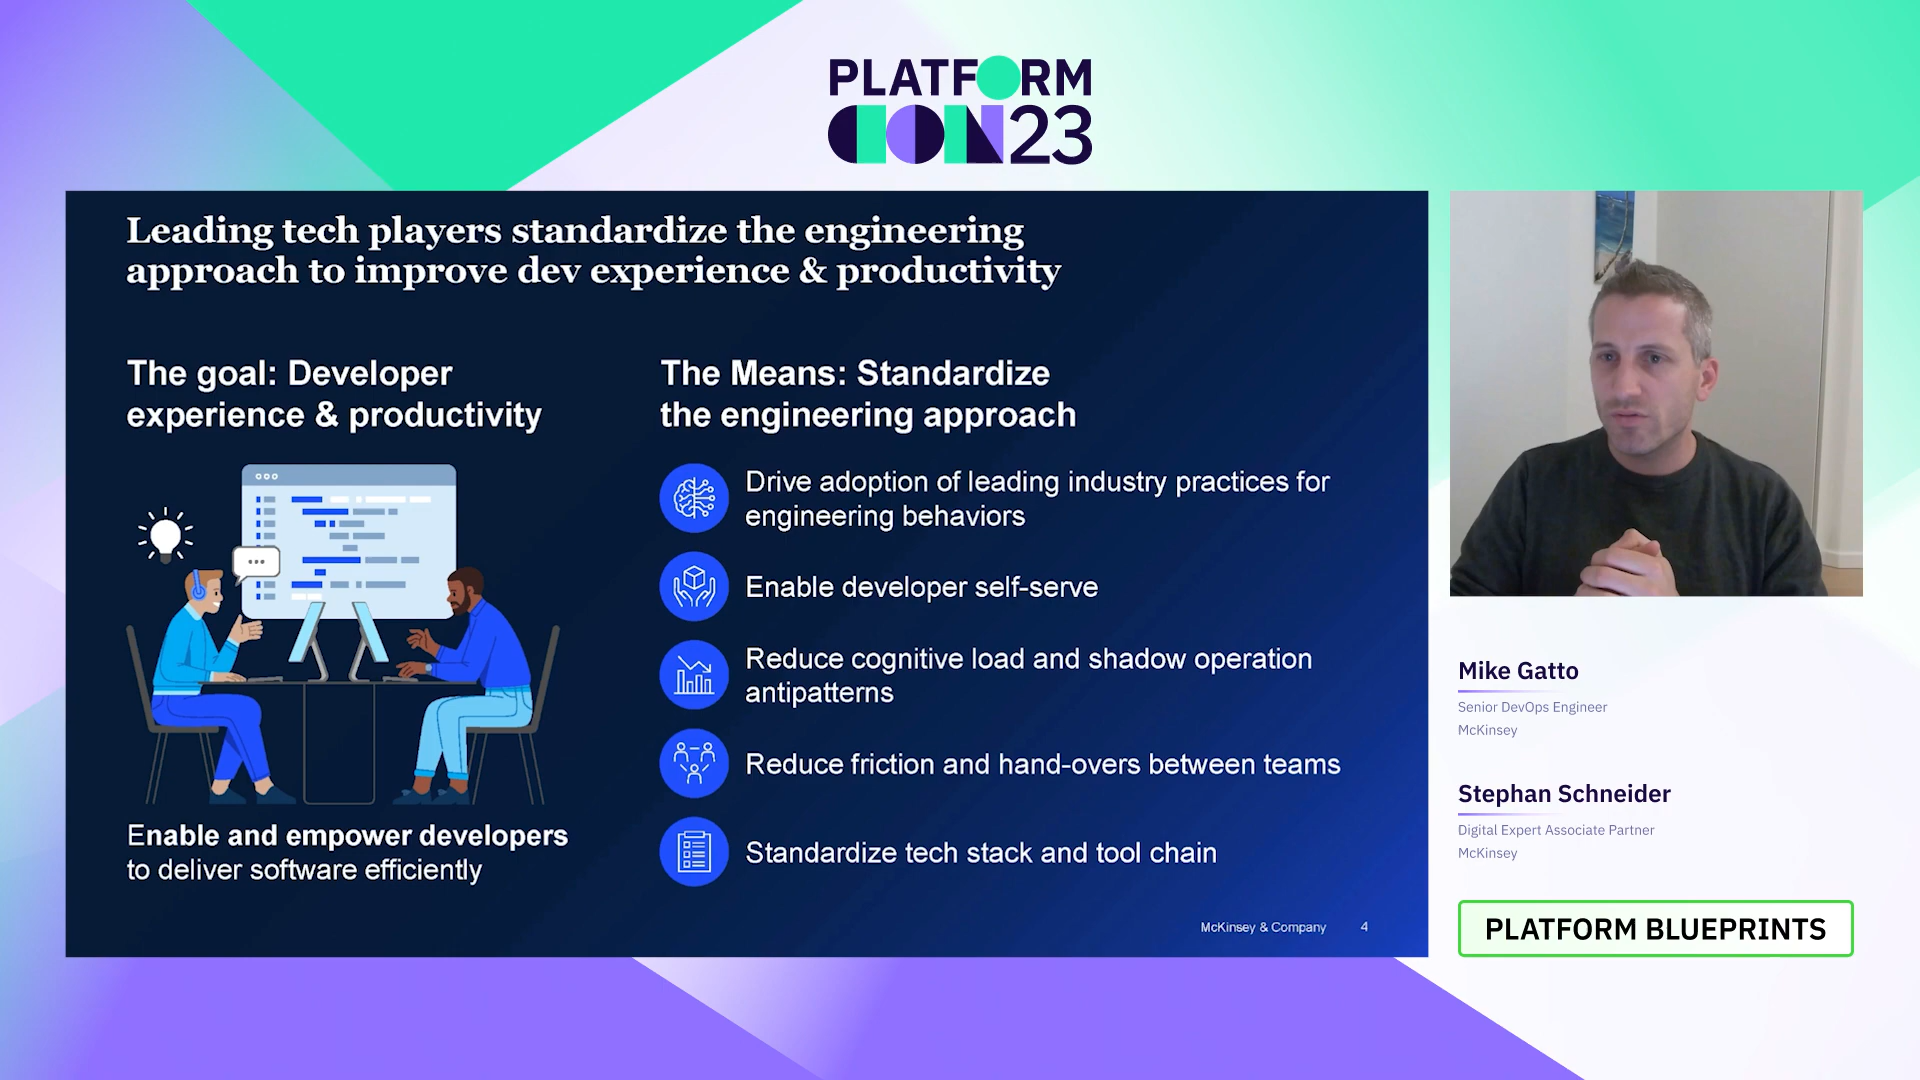 PLATFORM
CON23
Leading tech players standardize the engineering
approach to improve dev experience & productivity
The goal: Developer
experience & productivity
Enable and empower developers
to deliver software efficiently
The Means: Standardize
the engineering approach
Drive adoption of leading industry practices for
engineering behaviors
Enable developer self-serve
Reduce cognitive load and shadow operation
antipatterns
Reduce friction and hand-overs between teams
Standardize tech stack and tool chain
McKinsey & Company 4
Mike Gatto
Senior DevOps Engineer
McKinsey
Stephan Schneider
Digital Expert Associate Partner
McKinsey
PLATFORM BLUEPRINTS